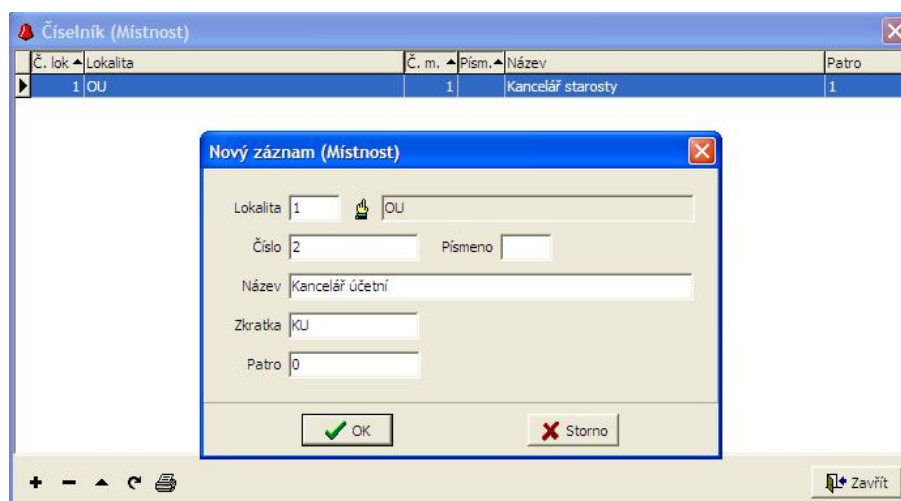 Číselník (Místnost)
Č. lok Lokalita Č. m. Písm. Název Patro
1 OU 1 Kancelář starosty 1
Nový záznam (Místnost)
Lokalita 1 OU
Číslo 2 Písmeno
Název Kancelář účetní
Zkratka KU
Patro 0
OK Storno
Zavřít